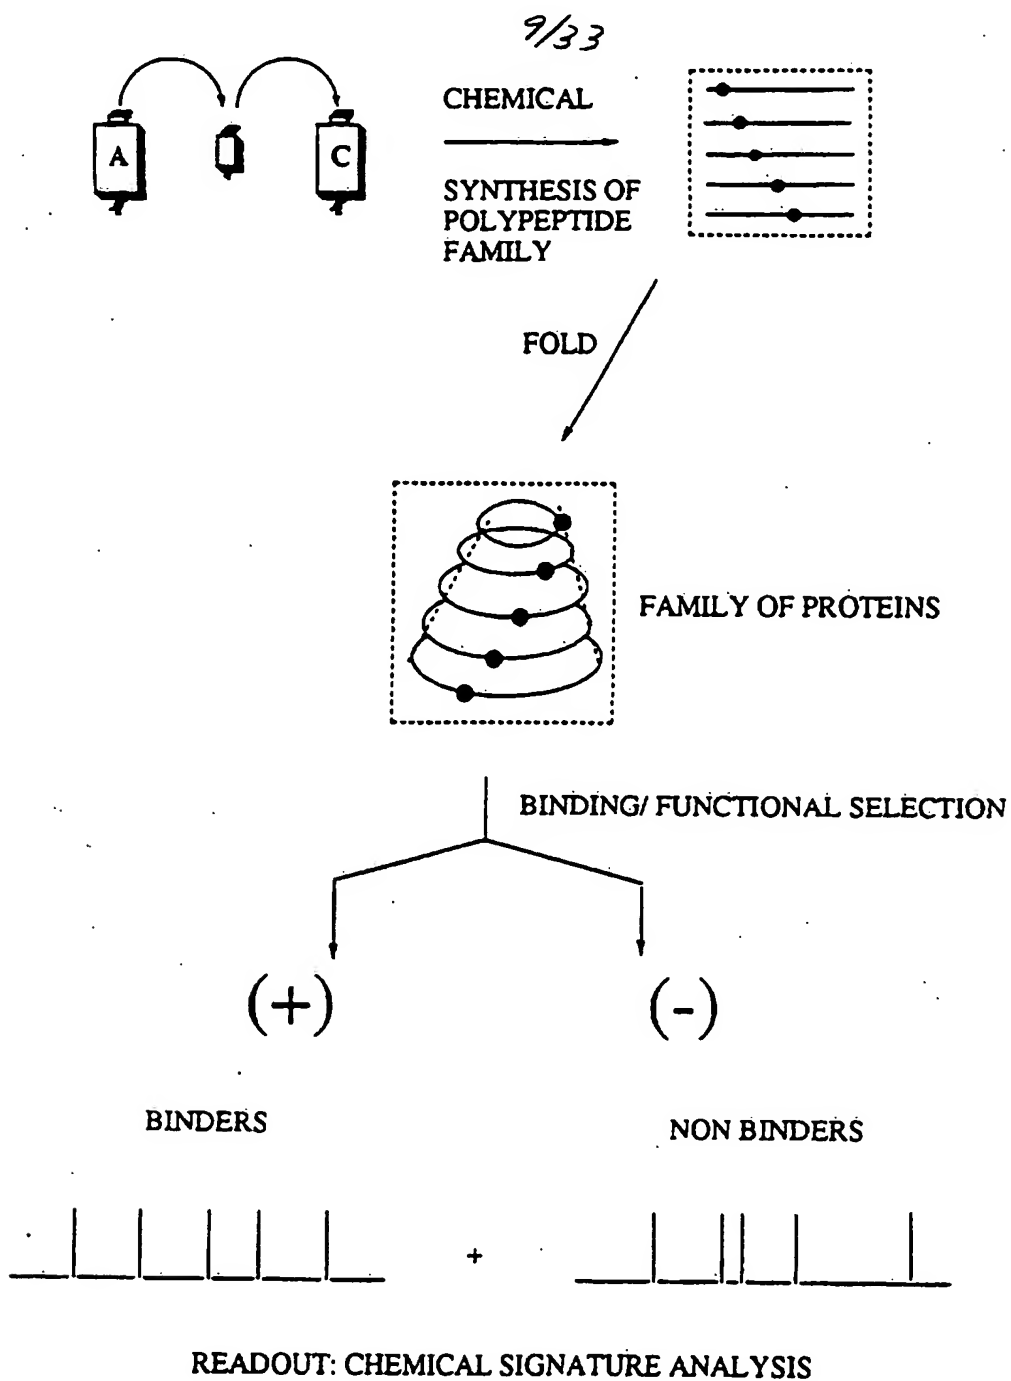 9/33
A
C
CHEMICAL
SYNTHESIS OF
POLYPEPTIDE
FAMILY
FOLD
FAMILY OF PROTEINS
BINDING/ FUNCTIONAL SELECTION
(+)
(-)
BINDERS
NON BINDERS
+
READOUT: CHEMICAL SIGNATURE ANALYSIS